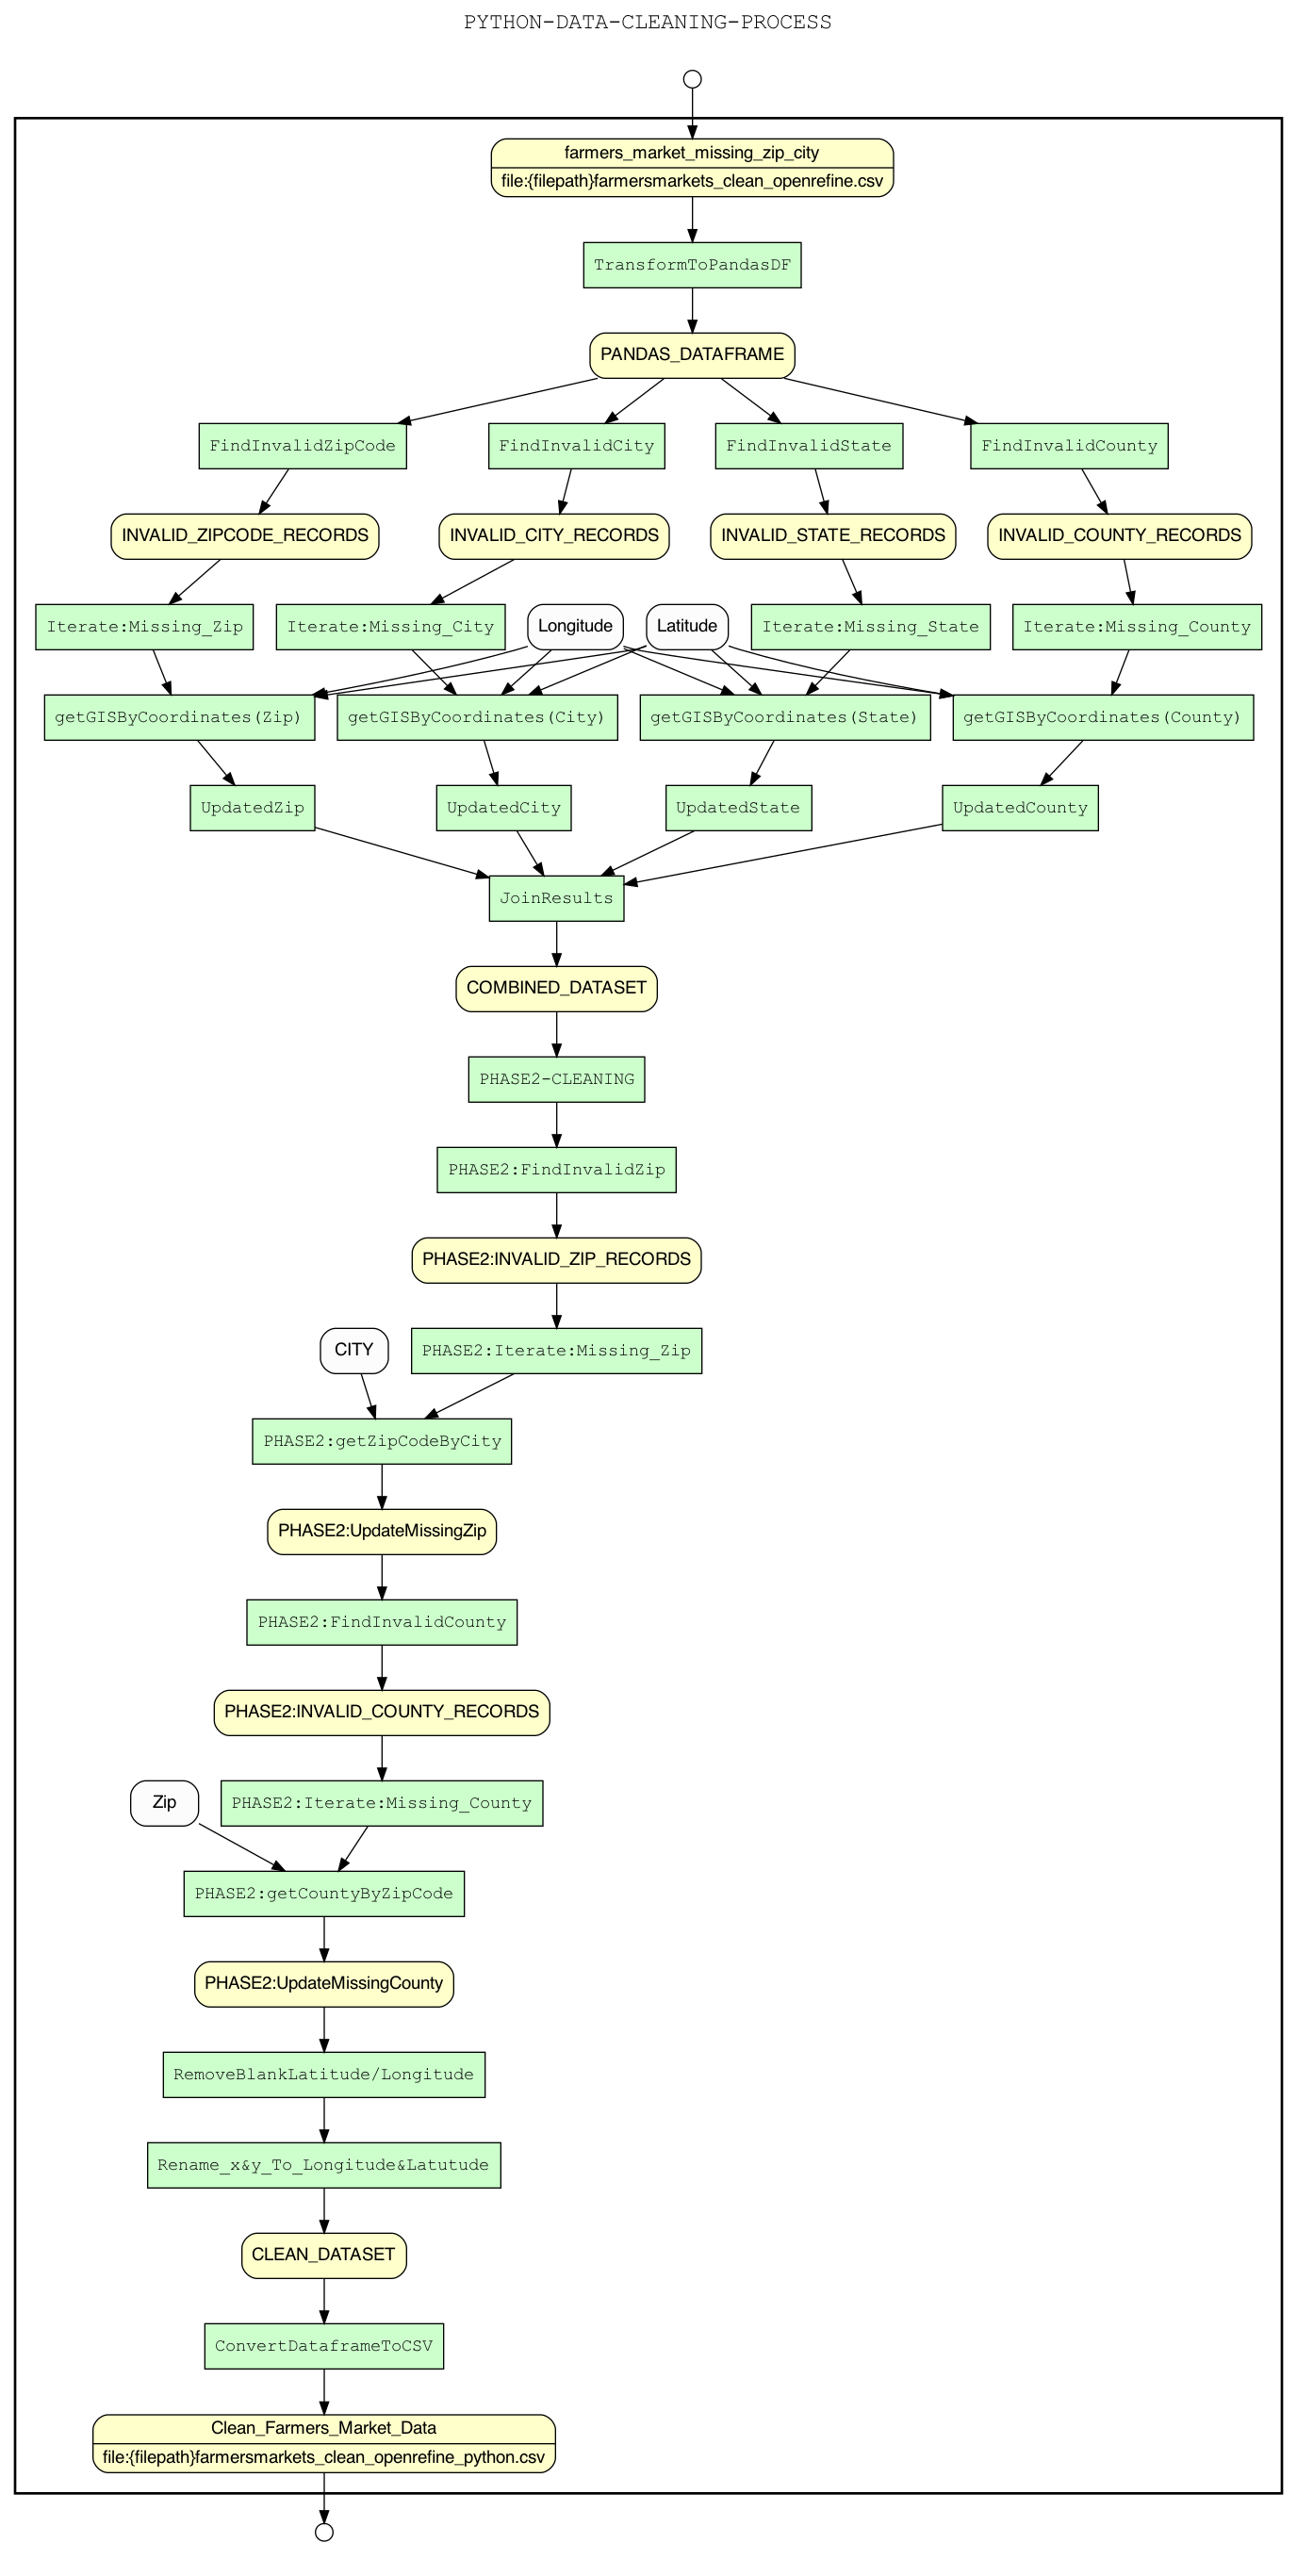 PYTHON-DATA-CLEANING-PROCESS
farmers_market_missing_zip_city
file:{filepath}farmersmarkets_clean_openrefine.csv
TransformToPandasDF
PANDAS_DATAFRAME
FindInvalidZipCode
FindInvalidCity
FindInvalidState
FindInvalidCounty
INVALID_ZIPCODE_RECORDS
INVALID_CITY_RECORDS
INVALID_STATE_RECORDS
INVALID_COUNTY_RECORDS
Iterate:Missing_Zip
Iterate:Missing_City
Longitude
Latitude
Iterate:Missing_State
Iterate:Missing_County
getGISByCoordinates(Zip)
getGISByCoordinates(City)
getGISByCoordinates(State)
getGISByCoordinates(County)
UpdatedZip
UpdatedCity
UpdatedState
UpdatedCounty
JoinResults
COMBINED_DATASET
PHASE2-CLEANING
PHASE2:FindInvalidZip
PHASE2:INVALID_ZIP_RECORDS
CITY
PHASE2:Iterate:Missing_Zip
PHASE2:getZipCodeByCity
PHASE2:UpdateMissingZip
PHASE2:FindInvalidCounty
PHASE2:INVALID_COUNTY_RECORDS
Zip
PHASE2:Iterate:Missing_County
PHASE2:getCountyByZipCode
PHASE2:UpdateMissingCounty
RemoveBlankLatitude/Longitude
Rename_x&y_To_Longitude&Latutude
CLEAN_DATASET
ConvertDataframeToCSV
Clean_Farmers_Market_Data
file:{filepath}farmersmarkets_clean_openrefine_python.csv